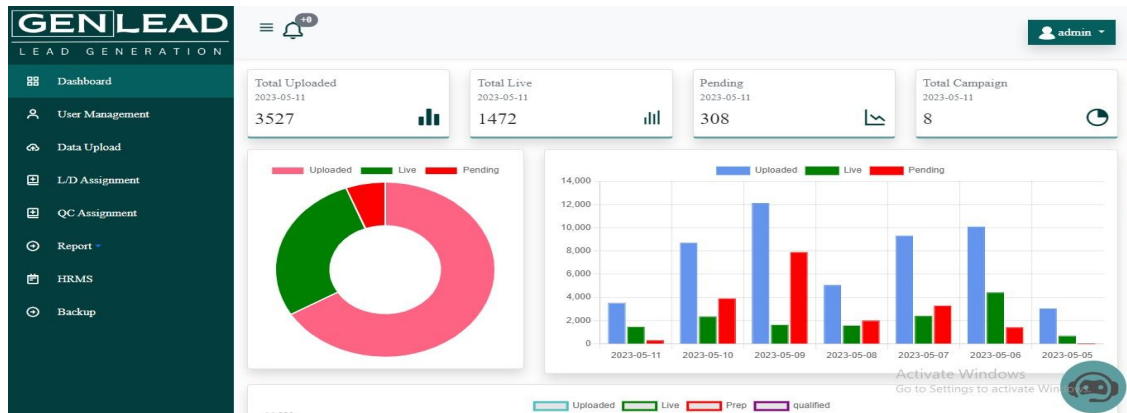 GENLEAD
LEAD GENERATION
Dashboard
User Management
Data Upload
L/D Assignment
QC Assignment
Report
HRMS
Backup
+0
admin
Total Uploaded
2023-05-11
3527
Total Live
2023-05-11
1472
Pending
2023-05-11
308
Total Campaign
2023-05-11
8
Uploaded Live Pending
Uploaded Live Pending
14,000
12,000
10,000
8,000
6,000
4,000
2,000
0
2023-05-11 2023-05-10 2023-05-09 2023-05-08 2023-05-07 2023-05-06 2023-05-05
Activate Windows
Go to Settings to activate
Uploaded Live Prep qualified